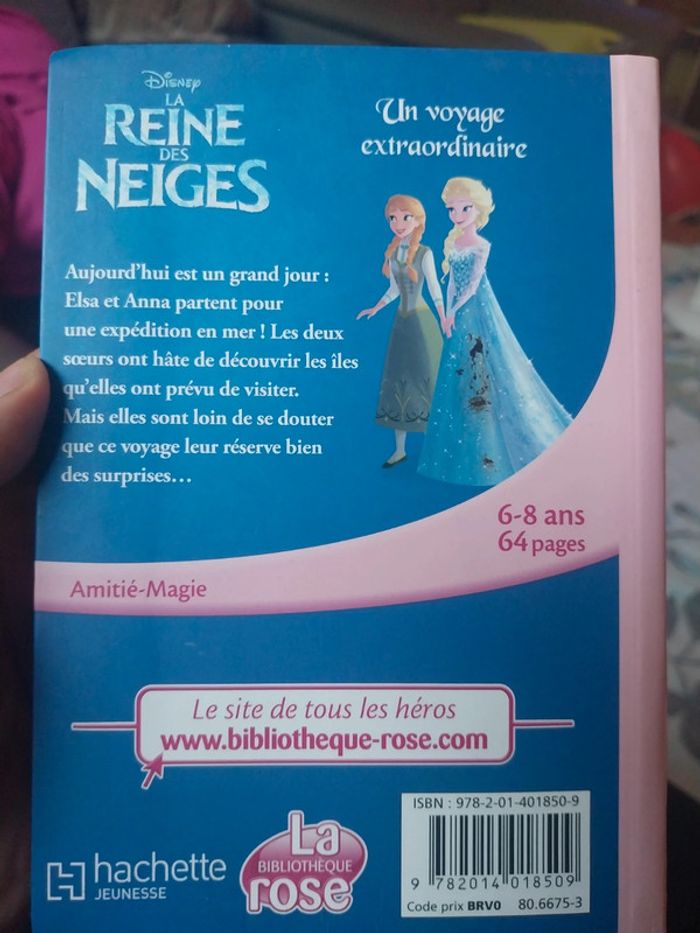 Disney
LA
REINE
DES
NEIGES
Un voyage
extraordinaire
Aujourd'hui est un grand jour :
Elsa et Anna partent pour
une expédition en mer ! Les deux
sœurs ont hâte de découvrir les îles
qu'elles ont prévu de visiter.
Mais elles sont loin de se douter
que ce voyage leur réserve bien
des surprises...
6-8 ans
64 pages
Amitié-Magie
Le site de tous les héros
www.bibliotheque-rose.com
hachette
JEUNESSE
La
BIBLIOTHÈQUE
rose
ISBN : 978-2-01-401850-9
9 782014 018509
Code prix BRV0 80.6675-3